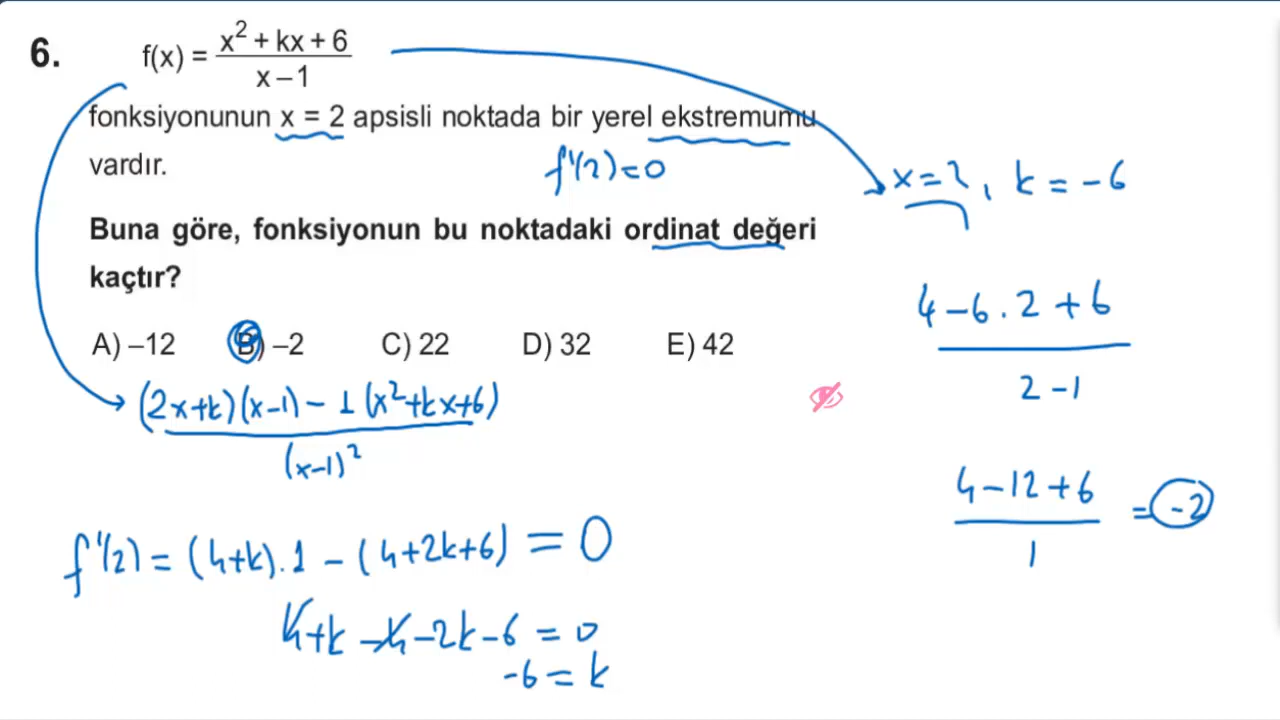 6.
f(x) = (x² + kx + 6)/(x – 1)
fonksiyonunun x = 2 apsisli noktada bir yerel ekstremumu
vardır.
f'(2) = 0
Buna göre, fonksiyonun bu noktadaki ordinat değeri
kaçtır?
A) –12 B) –2 C) 22 D) 32 E) 42
((2x+k)(x–1) – 1(x²+kx+6))/(x–1)²
f'(2) = (4+k).1 – (4+2k+6) = 0
4+k – 4 – 2k – 6 = 0
-6 = k
x = 2, k = -6
(4 – 6.2 + 6)/(2 – 1)
(4 – 12 + 6)/1 = -2